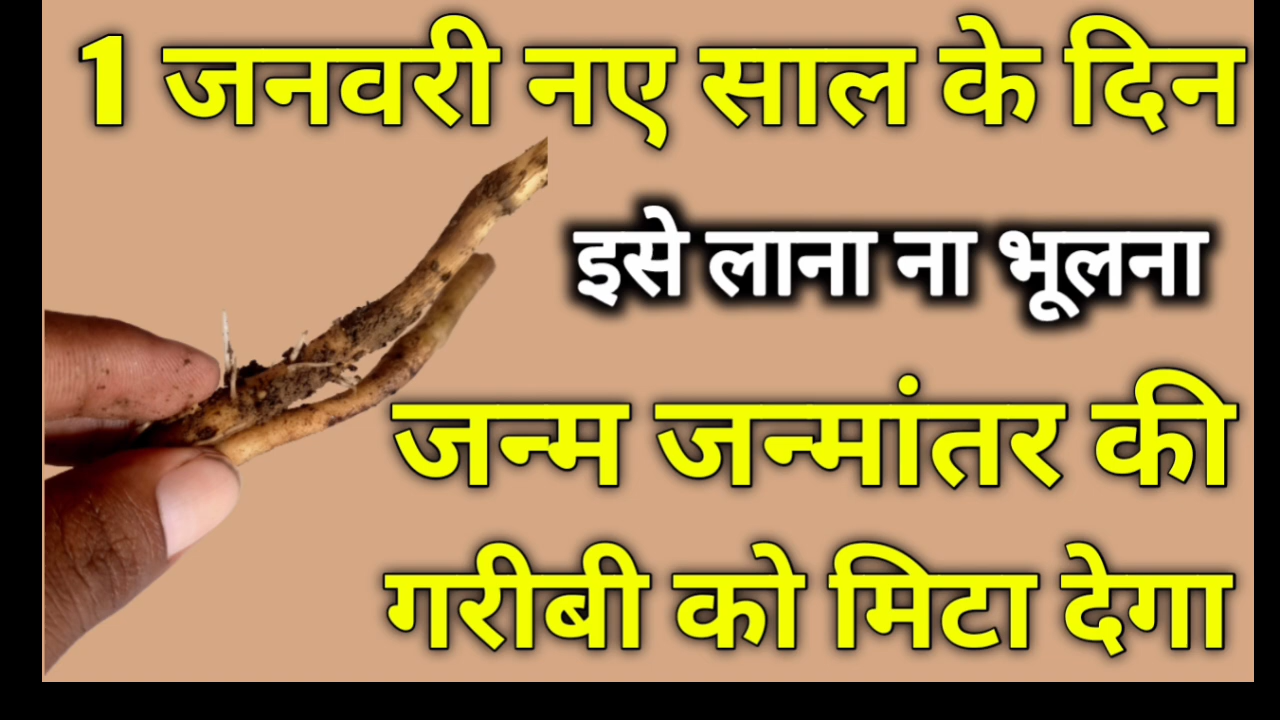 1 जनवरी नए साल के दिन
इसे लाना ना भूलना
जन्म जन्मांतर की
गरीबी को मिटा देगा